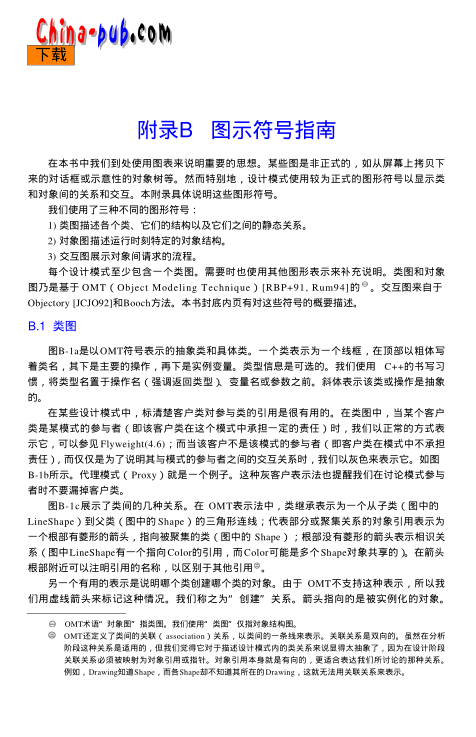 China-pub.com
下载
附录B 图示符号指南
在本书中我们到处使用图表来说明重要的思想。某些图是非正式的，如从屏幕上拷贝下
来的对话框或示意性的对象树等。然而特别地，设计模式使用较为正式的图形符号以显示类
和对象间的关系和交互。本附录具体说明这些图形符号。
我们使用了三种不同的图形符号：
1) 类图描述各个类、它们的结构以及它们之间的静态关系。
2) 对象图描述运行时刻特定的对象结构。
3) 交互图展示对象间请求的流程。
每个设计模式至少包含一个类图。需要时也使用其他图形表示来补充说明。类图和对象
图乃是基于 OMT（Object Modeling Technique）[RBP+91, Rum94]的㊀。交互图来自于
Objectory [JCJO92]和Booch方法。本书封底内页有对这些符号的概要描述。
B.1 类图
图B-1a是以OMT符号表示的抽象类和具体类。一个类表示为一个线框，在顶部以粗体写
着类名，其下是主要的操作，再下是实例变量。类型信息是可选的。我们使用 C++的书写习
惯，将类型名置于操作名（强调返回类型）、变量名或参数之前。斜体表示该类或操作是抽象
的。
在某些设计模式中，标清楚客户类对参与类的引用是很有用的。在类图中，当某个客户
类是某模式的参与者（即该客户类在这个模式中承担一定的责任）时，我们以正常的方式表
示它，可以参见Flyweight(4.6)；而当该客户不是该模式的参与者（即客户类在模式中不承担
责任），而仅仅是为了说明其与模式的参与者之间的交互关系时，我们以灰色来表示它。如图
B-1b所示。代理模式（Proxy）就是一个例子。这种灰客户表示法也提醒我们在讨论模式参与
者时不要漏掉客户类。
图B-1c展示了类间的几种关系。在 OMT表示法中，类继承表示为一个从子类（图中的
LineShape）到父类（图中的 Shape）的三角形连线；代表部分或聚集关系的对象引用表示为
一个根部有菱形的箭头，指向被聚集的类（图中的 Shape）；根部没有菱形的箭头表示相识关
系（图中LineShape有一个指向Color的引用，而Color可能是多个Shape对象共享的）。在箭头
根部附近可以注明引用的名称，以区别于其他引用㊁。
另一个有用的表示是说明哪个类创建哪个类的对象。由于 OMT不支持这种表示，所以我
们用虚线箭头来标记这种情况。我们称之为”创建”关系。箭头指向的是被实例化的对象。
㊀ OMT术语”对象图”指类图。我们使用”类图”仅指对象结构图。
㊁ OMT还定义了类间的关联（association）关系，以类间的一条线来表示。关联关系是双向的。虽然在分析
阶段这种关系是适用的，但我们觉得它对于描述设计模式内的类关系来说显得太抽象了，因为在设计阶段
关联关系必须被映射为对象引用或指针。对象引用本身就是有向的，更适合表达我们所讨论的那种关系。
例如，Drawing知道Shape，而各Shape却不知道其所在的Drawing，这就无法用关联关系来表示。